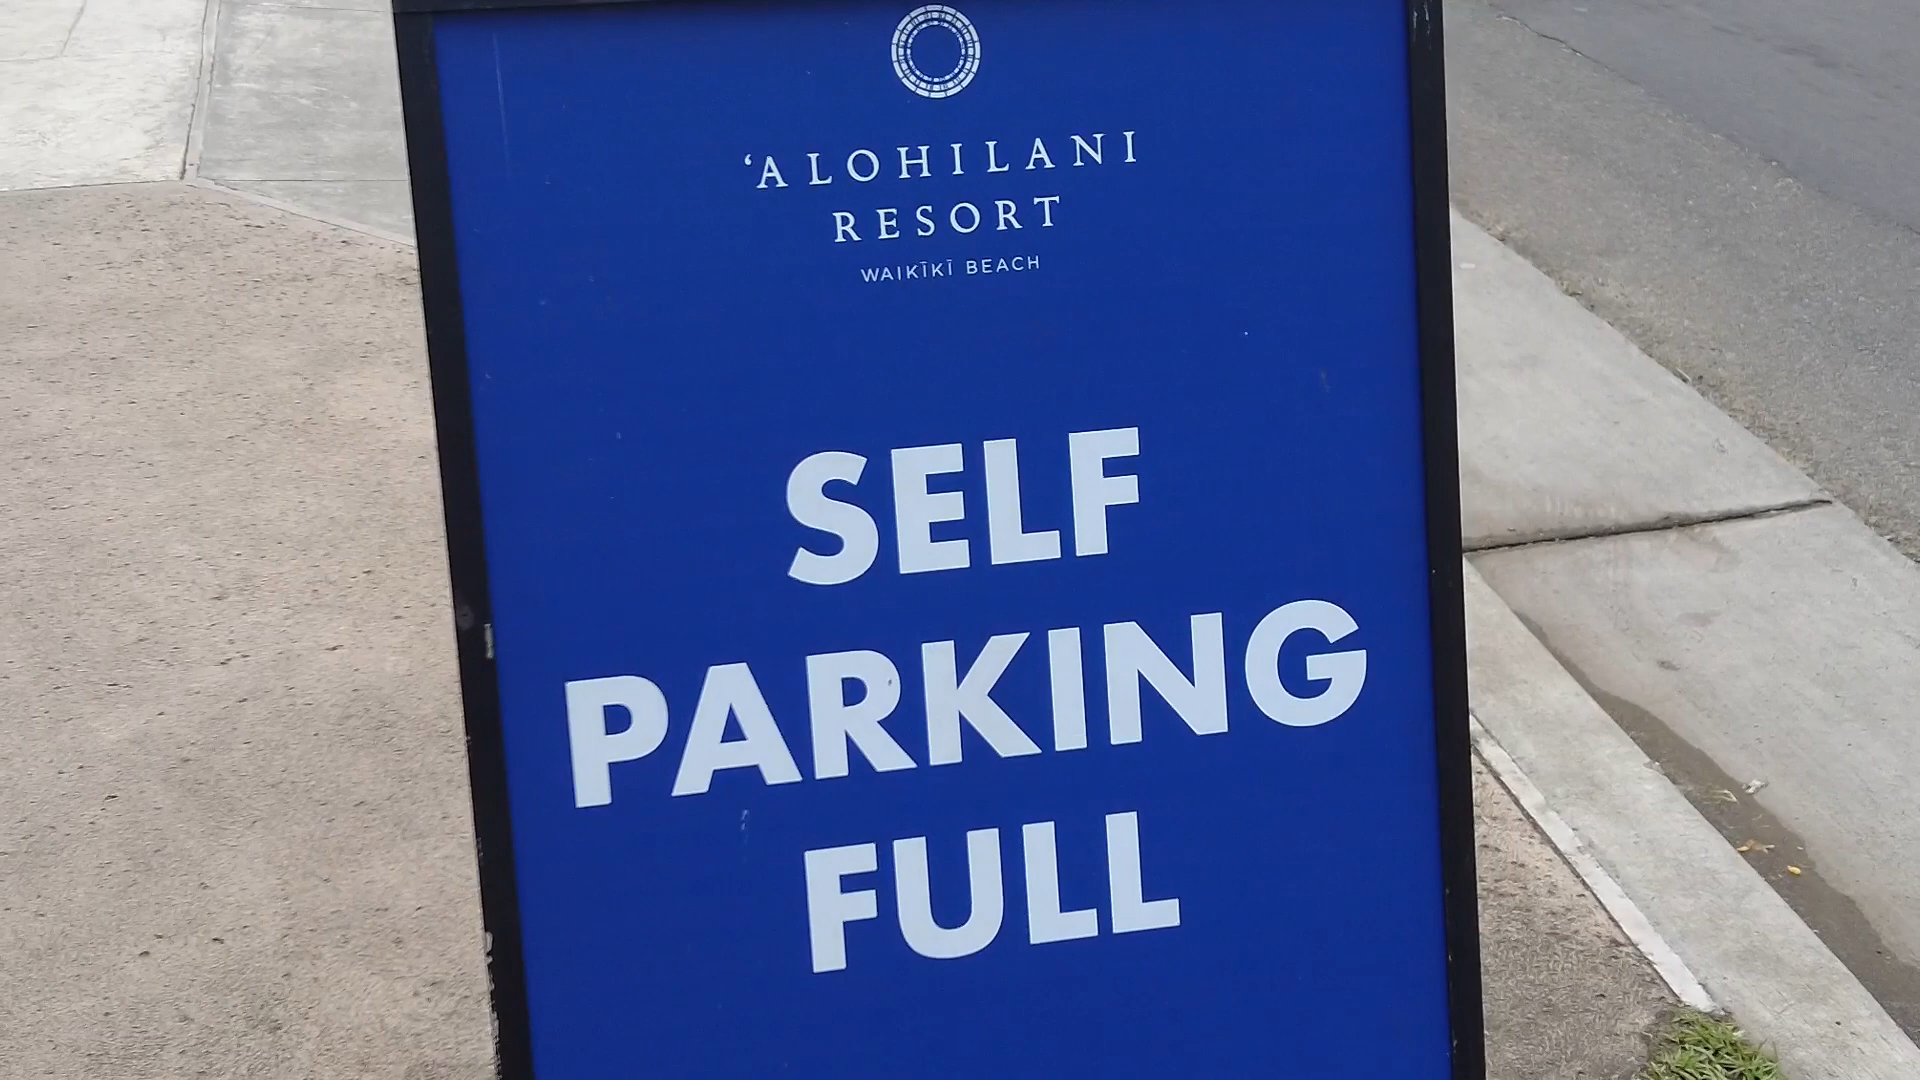 ʻALOHILANI
RESORT
WAIKĪKĪ BEACH
SELF
PARKING
FULL